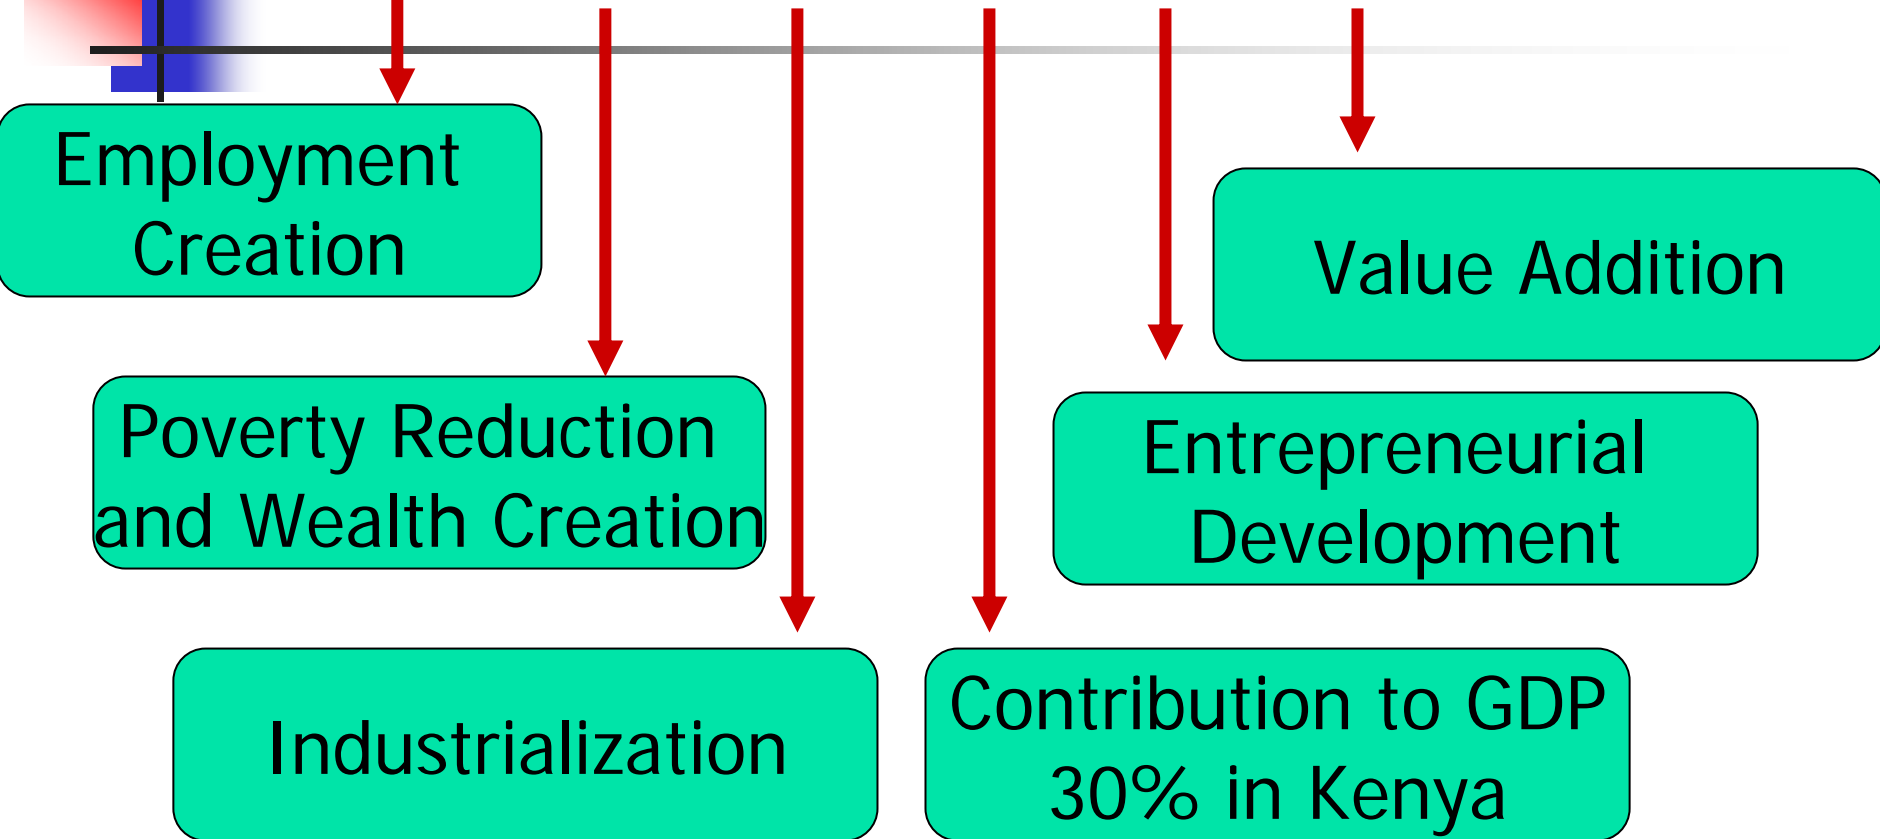 Employment
Creation
Value Addition
Poverty Reduction
and Wealth Creation
Entrepreneurial
Development
Industrialization
Contribution to GDP
30% in Kenya